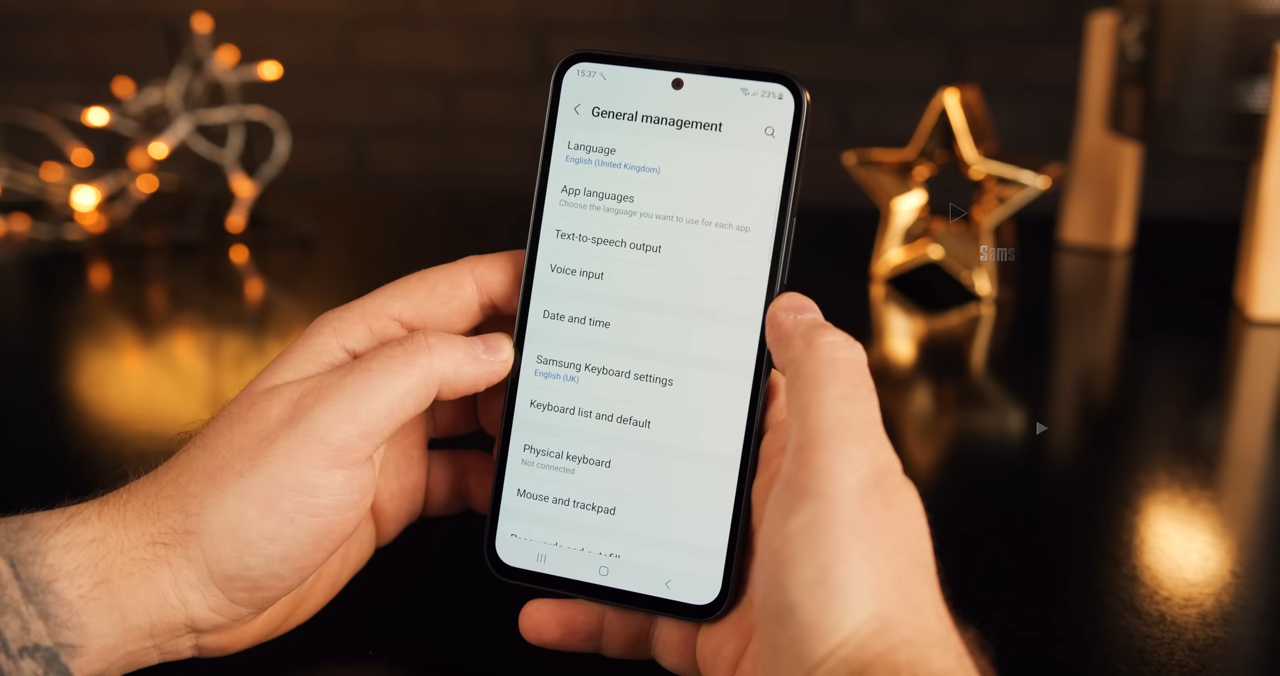 15:37
23%
General management
Language
English (United Kingdom)
App languages
Choose the language you want to use for each app.
Text-to-speech output
Voice input
Date and time
Samsung Keyboard settings
English (UK)
Keyboard list and default
Physical keyboard
Not connected
Mouse and trackpad
Sams